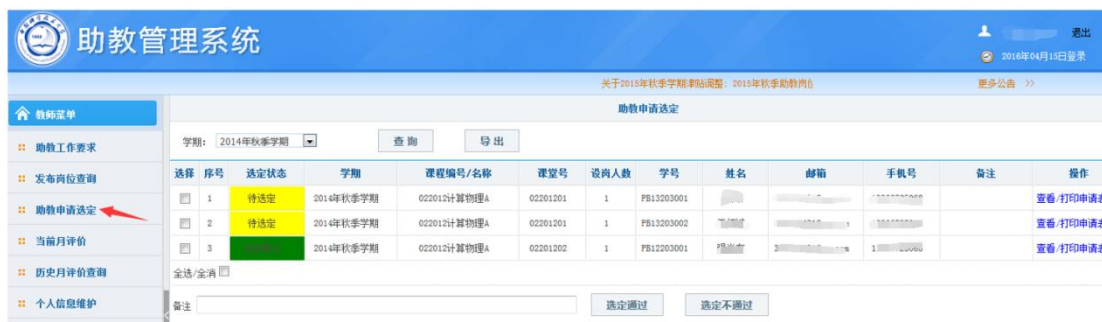 助教管理系统
退出
2016年04月15日登录
关于2015年秋季学期津贴调整: 2015年秋季助教岗位
更多公告 >>
教师菜单
助教申请选定
助教工作要求
发布岗位查询
助教申请选定
当前月评价
历史月评价查询
个人信息维护
学期: 2014年秋季学期 查询 导出
选择 序号 选定状态 学期 课程编号/名称 课堂号 设岗人数 学号 姓名 邮箱 手机号 备注 操作
1 待选定 2014年秋季学期 022012计算物理A 02201201 1 PB13203001 查看/打印申请表
2 待选定 2014年秋季学期 022012计算物理A 02201201 1 PB13203002 查看/打印申请表
3 2014年秋季学期 022012计算物理A 02201202 1 PB12203001 查看/打印申请表
全选/全消
备注 选定通过 选定不通过